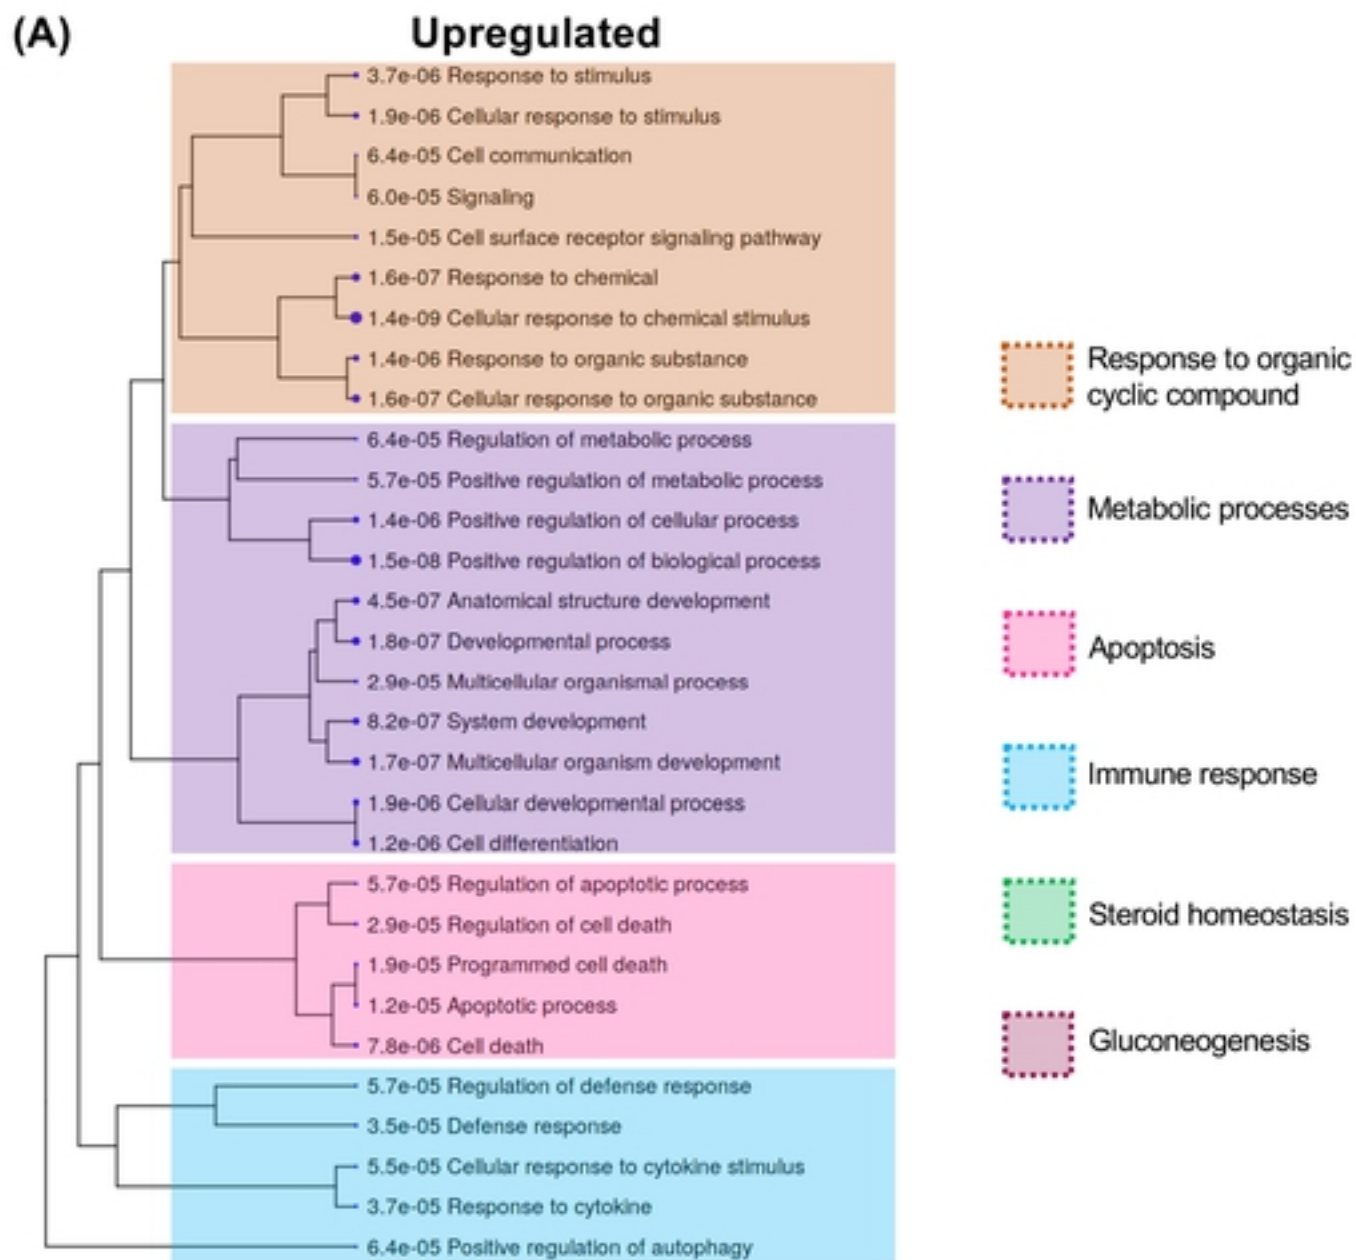 (A)
Upregulated
3.7e-06 Response to stimulus
1.9e-06 Cellular response to stimulus
6.4e-05 Cell communication
6.0e-05 Signaling
1.5e-05 Cell surface receptor signaling pathway
1.6e-07 Response to chemical
1.4e-09 Cellular response to chemical stimulus
1.4e-06 Response to organic substance
1.6e-07 Cellular response to organic substance
6.4e-05 Regulation of metabolic process
5.7e-05 Positive regulation of metabolic process
1.4e-06 Positive regulation of cellular process
1.5e-08 Positive regulation of biological process
4.5e-07 Anatomical structure development
1.8e-07 Developmental process
2.9e-05 Multicellular organismal process
8.2e-07 System development
1.7e-07 Multicellular organism development
1.9e-06 Cellular developmental process
1.2e-06 Cell differentiation
5.7e-05 Regulation of apoptotic process
2.9e-05 Regulation of cell death
1.9e-05 Programmed cell death
1.2e-05 Apoptotic process
7.8e-06 Cell death
5.7e-05 Regulation of defense response
3.5e-05 Defense response
5.5e-05 Cellular response to cytokine stimulus
3.7e-05 Response to cytokine
6.4e-05 Positive regulation of autophagy
Response to organic
cyclic compound
Metabolic processes
Apoptosis
Immune response
Steroid homeostasis
Gluconeogenesis